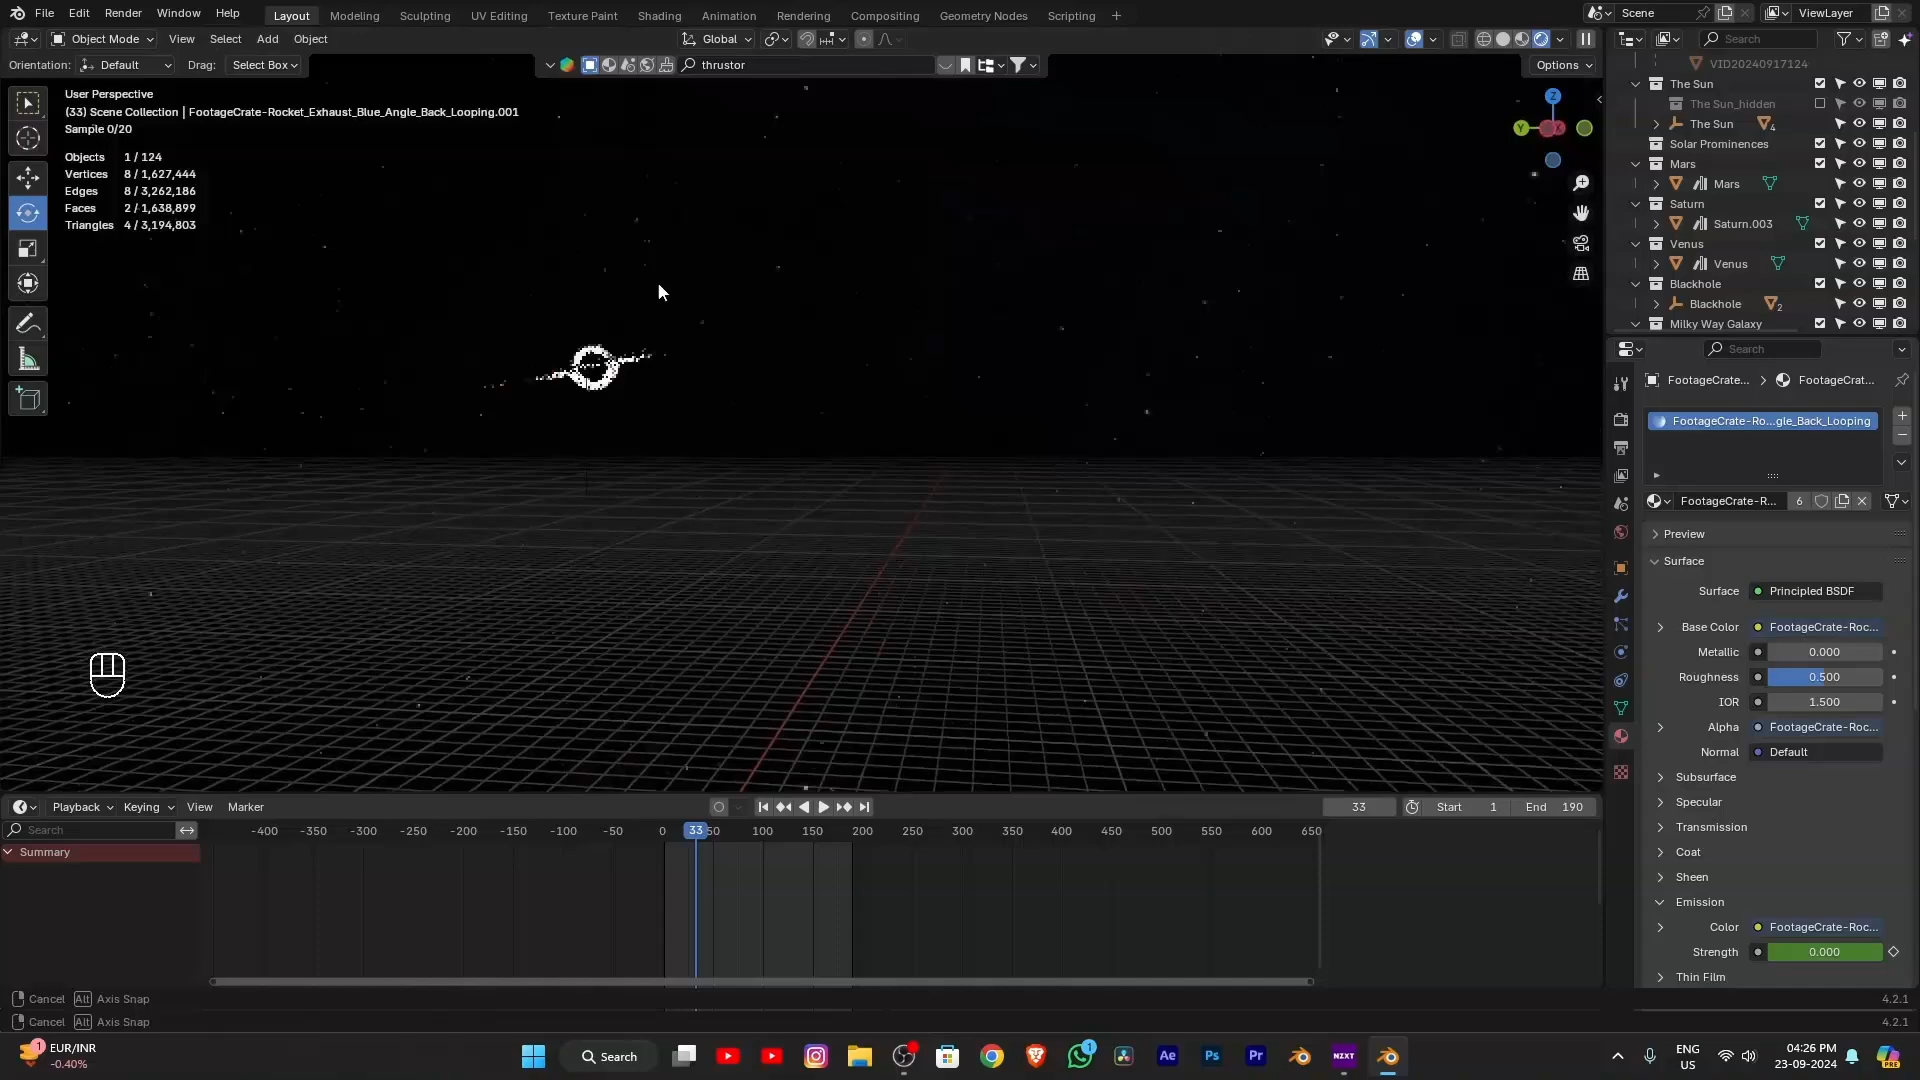 File Edit Render Window Help Layout Modeling Sculpting UV Editing Texture Paint Shading Animation Rendering Compositing Geometry Nodes Scripting + Scene ViewLayer
Object Mode View Select Add Object Global Search
Orientation: Default Drag: Select Box thrustor Options
VID20240917124
User Perspective
(33) Scene Collection | FootageCrate-Rocket_Exhaust_Blue_Angle_Back_Looping.001
Sample 0/20
Objects 1 / 124
Vertices 8 / 1,627,444
Edges 8 / 3,262,186
Faces 2 / 1,638,899
Triangles 4 / 3,194,803
Z
Y X
The Sun
The Sun_hidden
The Sun 4
Solar Prominences
Mars
Mars
Saturn
Saturn.003
Venus
Venus
Blackhole
Blackhole 2
Milky Way Galaxy
Search
FootageCrate... FootageCrat...
FootageCrate-Ro...gle_Back_Looping
FootageCrate-R... 6
Preview
Surface
Surface Principled BSDF
Base Color FootageCrate-Roc...
Metallic 0.000
Roughness 0.500
IOR 1.500
Alpha FootageCrate-Roc...
Normal Default
Subsurface
Specular
Transmission
Coat
Sheen
Emission
Color FootageCrate-Roc...
Strength 0.000
Thin Film
Playback Keying View Marker 33 Start 1 End 190
Search -400 -350 -300 -250 -200 -150 -100 -50 0 33 50 100 150 200 250 300 350 400 450 500 550 600 650
Summary
Cancel Alt Axis Snap 4.2.1
Cancel Alt Axis Snap 4.2.1
1 EUR/INR
-0.40%
Search 1 Ae Ps Pr NZXT
ENG
US
04:26 PM
23-09-2024
PRE